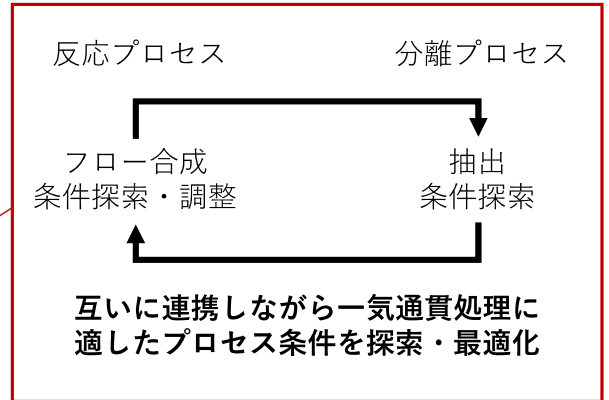 反応プロセス
分離プロセス
フロー合成
条件探索・調整
抽出
条件探索
互いに連携しながら一気通貫処理に
適したプロセス条件を探索・最適化